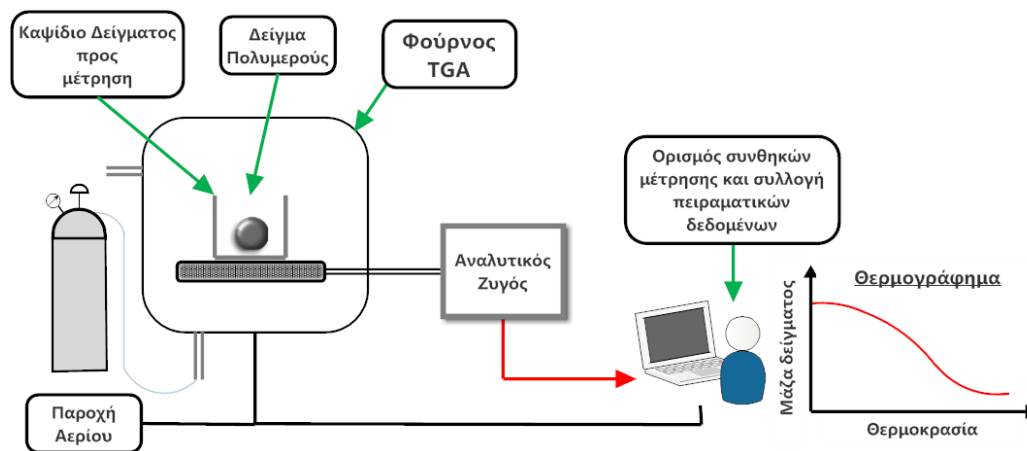 Καψίδιο Δείγματος
προς
μέτρηση
Δείγμα
Πολυμερούς
Φούρνος
TGA
Ορισμός συνθηκών
μέτρησης και συλλογή
πειραματικών
δεδομένων
Αναλυτικός
Ζυγός
Θερμογράφημα
Μάζα δείγματος
Θερμοκρασία
Παροχή
Αερίου